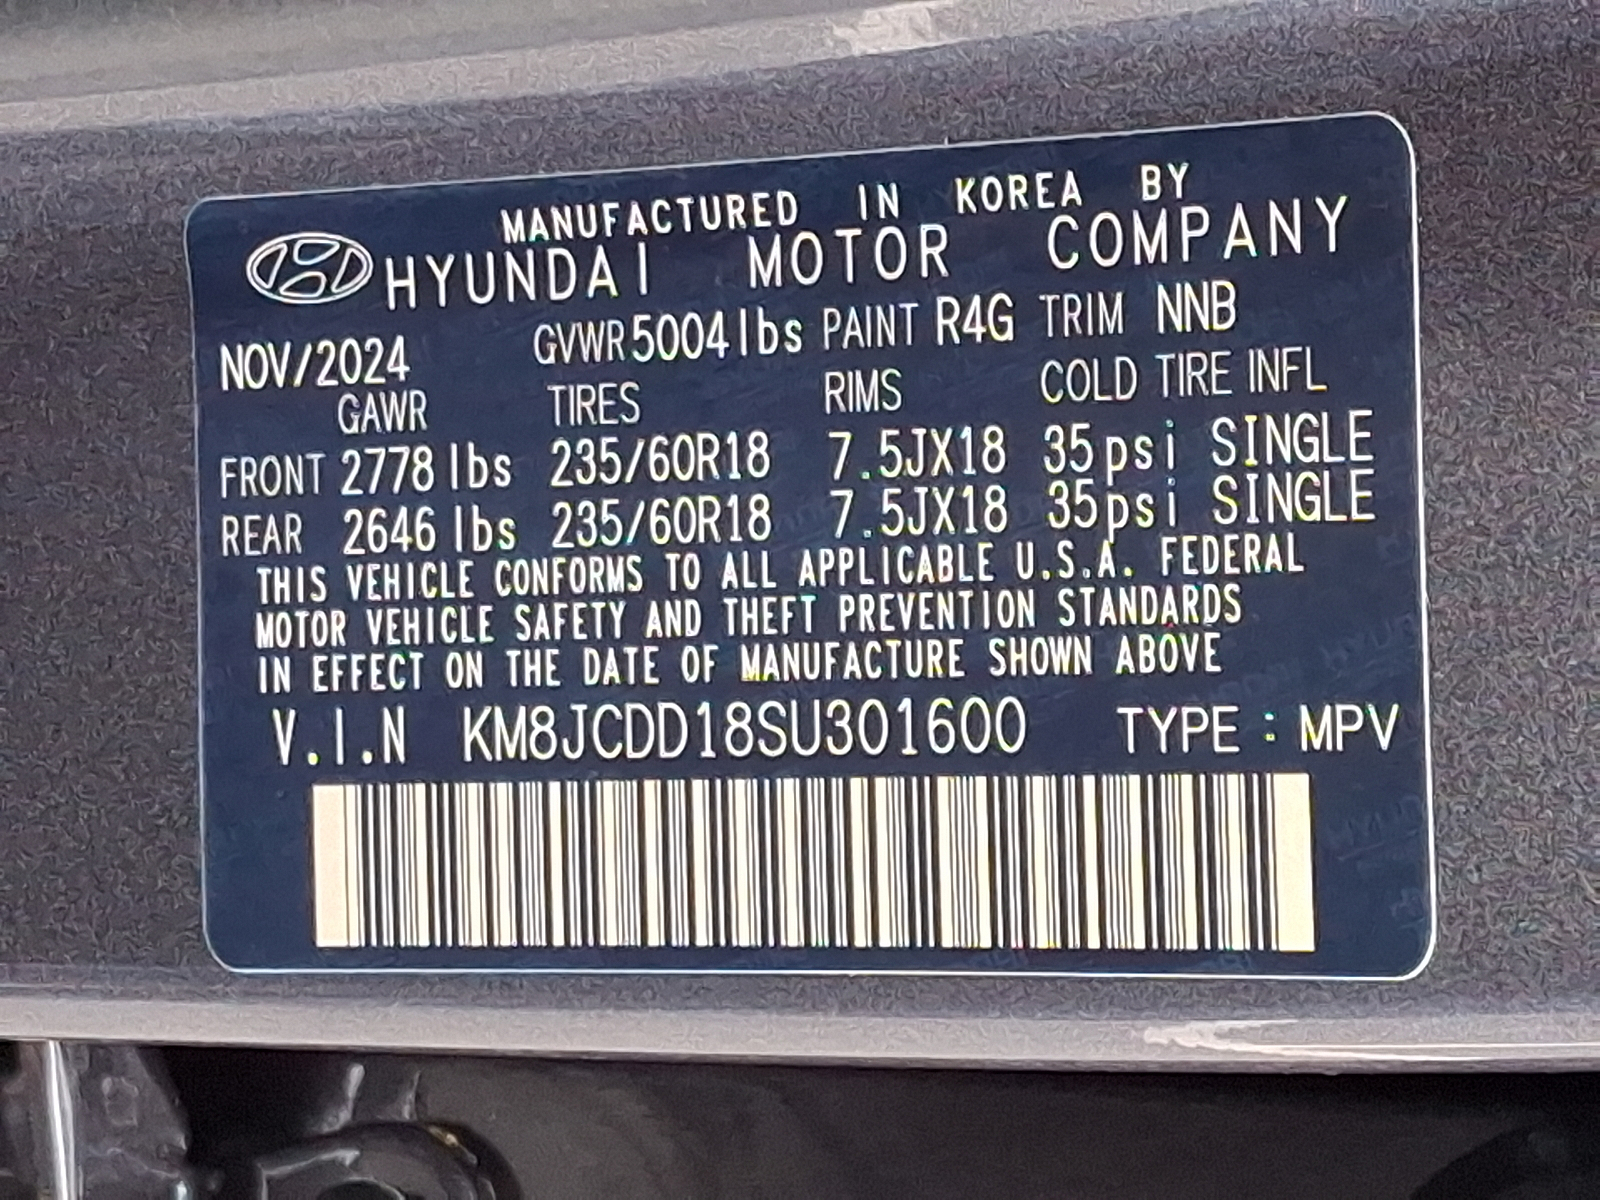 MANUFACTURED IN KOREA BY
HYUNDAI MOTOR COMPANY
NOV/2024 GVWR 5004 lbs PAINT R4G TRIM NNB
GAWR TIRES RIMS COLD TIRE INFL
FRONT 2778 lbs 235/60R18 7.5JX18 35psi SINGLE
REAR 2646 lbs 235/60R18 7.5JX18 35psi SINGLE
THIS VEHICLE CONFORMS TO ALL APPLICABLE U.S.A. FEDERAL
MOTOR VEHICLE SAFETY AND THEFT PREVENTION STANDARDS
IN EFFECT ON THE DATE OF MANUFACTURE SHOWN ABOVE
V.I.N KM8JCDD18SU301600 TYPE : MPV